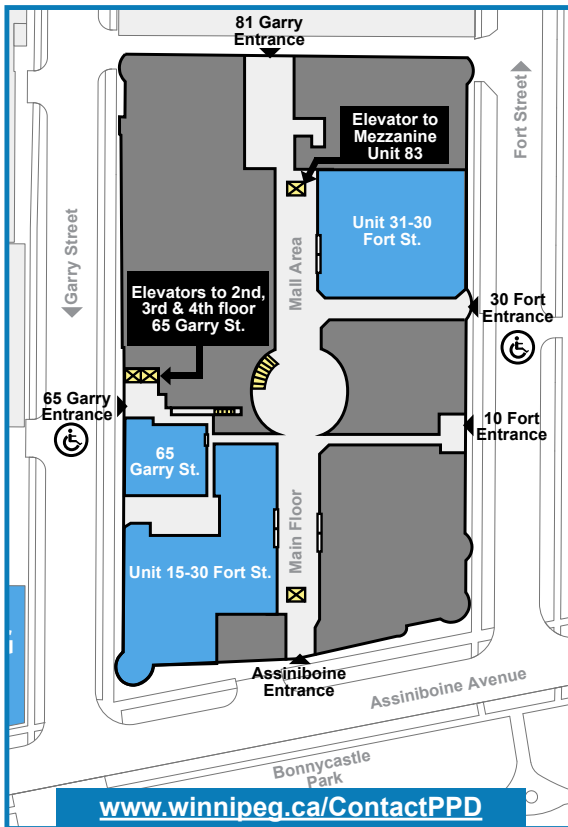 81 Garry
Entrance
Elevator to
Mezzanine
Unit 83
Fort Street
Unit 31-30
Fort St.
Garry Street
Mall Area
Elevators to 2nd,
3rd & 4th floor
65 Garry St.
30 Fort
Entrance
65 Garry
Entrance
10 Fort
Entrance
65
Garry St.
Main Floor
Unit 15-30 Fort St.
Assiniboine
Entrance
Assiniboine Avenue
Bonnycastle
Park
www.winnipeg.ca/ContactPPD